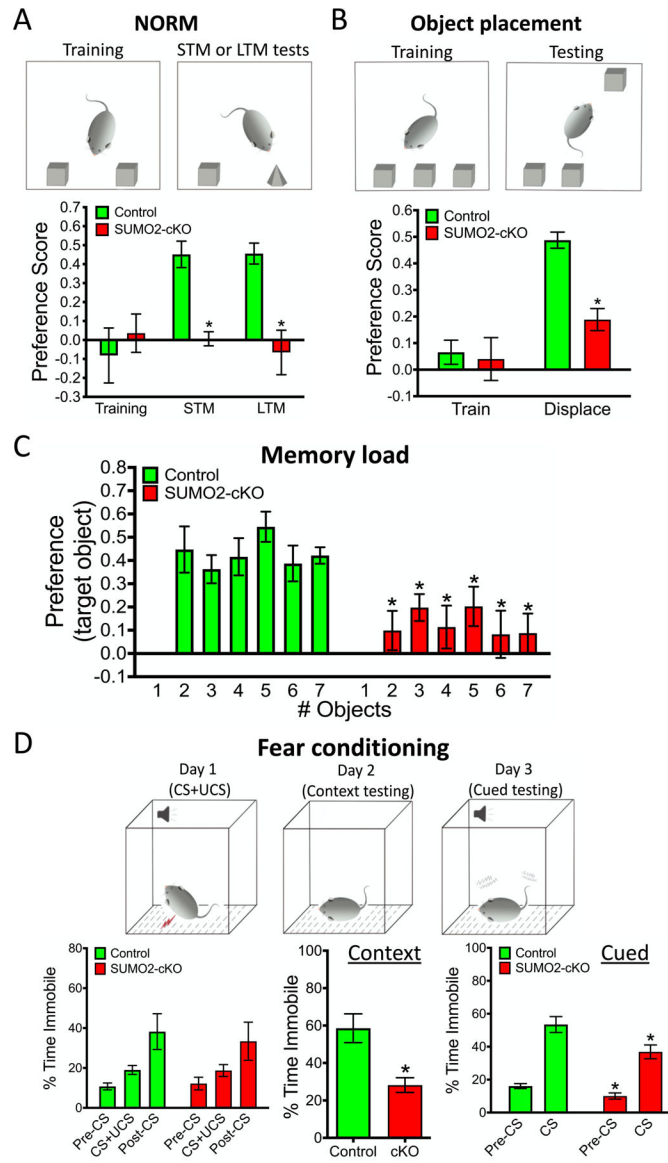 A
NORM
Training
STM or LTM tests
Preference Score
0.7
0.6
0.5
0.4
0.3
0.2
0.1
0.0
-0.1
-0.2
-0.3
Control
SUMO2-cKO
*
*
Training
STM
LTM
B
Object placement
Training
Testing
Preference Score
0.6
0.5
0.4
0.3
0.2
0.1
0.0
-0.1
Control
SUMO2-cKO
*
Train
Displace
C
Memory load
Preference
(target object)
0.8
0.7
0.6
0.5
0.4
0.3
0.2
0.1
0.0
-0.1
Control
SUMO2-cKO
* * * * * *
1 2 3 4 5 6 7 1 2 3 4 5 6 7
# Objects
D
Fear conditioning
Day 1
(CS+UCS)
Day 2
(Context testing)
Day 3
(Cued testing)
% Time Immobile
80
60
40
20
0
Control
SUMO2-cKO
Pre-CS
CS+UCS
Post-CS
Pre-CS
CS+UCS
Post-CS
Context
% Time Immobile
100
80
60
40
20
0
*
Control
cKO
Cued
% Time Immobile
100
80
60
40
20
0
Control
SUMO2-cKO
*
*
Pre-CS
CS
Pre-CS
CS